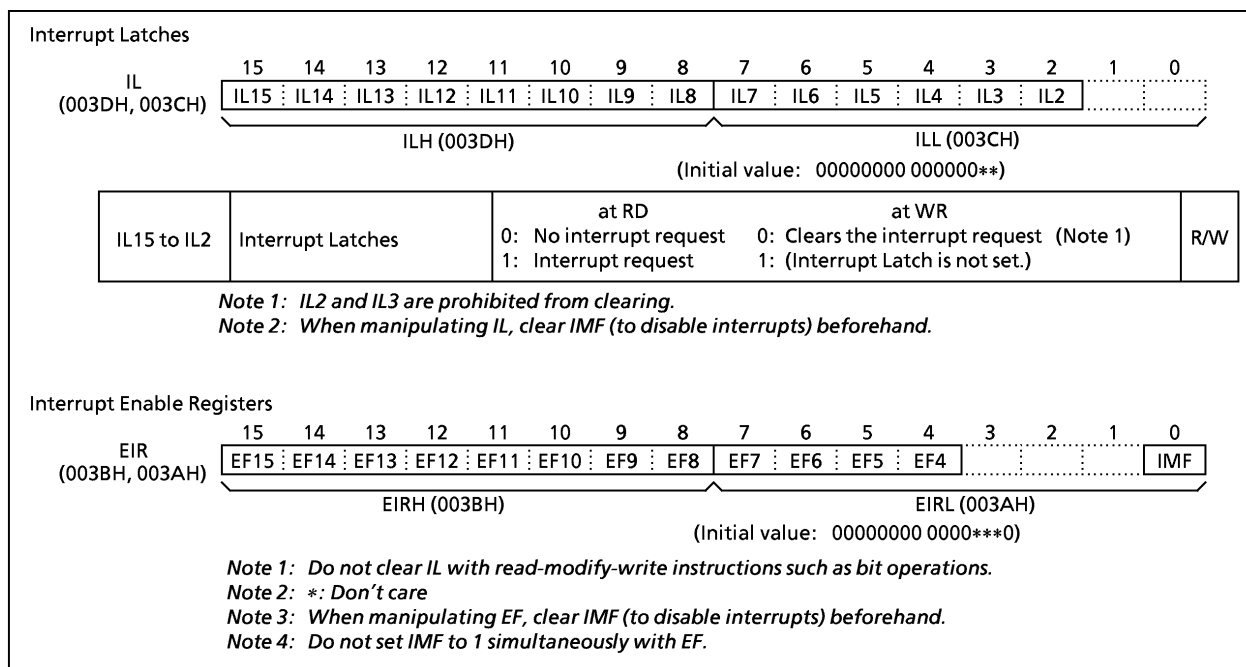 Interrupt Latches
15 14 13 12 11 10 9 8 7 6 5 4 3 2 1 0
IL
(003DH, 003CH)
IL15 IL14 IL13 IL12 IL11 IL10 IL9 IL8 IL7 IL6 IL5 IL4 IL3 IL2
ILH (003DH) ILL (003CH)
(Initial value: 00000000 000000**)
IL15 to IL2 Interrupt Latches
at RD at WR
0: No interrupt request 0: Clears the interrupt request (Note 1)
1: Interrupt request 1: (Interrupt Latch is not set.)
R/W
Note 1: IL2 and IL3 are prohibited from clearing.
Note 2: When manipulating IL, clear IMF (to disable interrupts) beforehand.
Interrupt Enable Registers
15 14 13 12 11 10 9 8 7 6 5 4 3 2 1 0
EIR
(003BH, 003AH)
EF15 EF14 EF13 EF12 EF11 EF10 EF9 EF8 EF7 EF6 EF5 EF4 IMF
EIRH (003BH) EIRL (003AH)
(Initial value: 00000000 0000***0)
Note 1: Do not clear IL with read-modify-write instructions such as bit operations.
Note 2: *: Don't care
Note 3: When manipulating EF, clear IMF (to disable interrupts) beforehand.
Note 4: Do not set IMF to 1 simultaneously with EF.